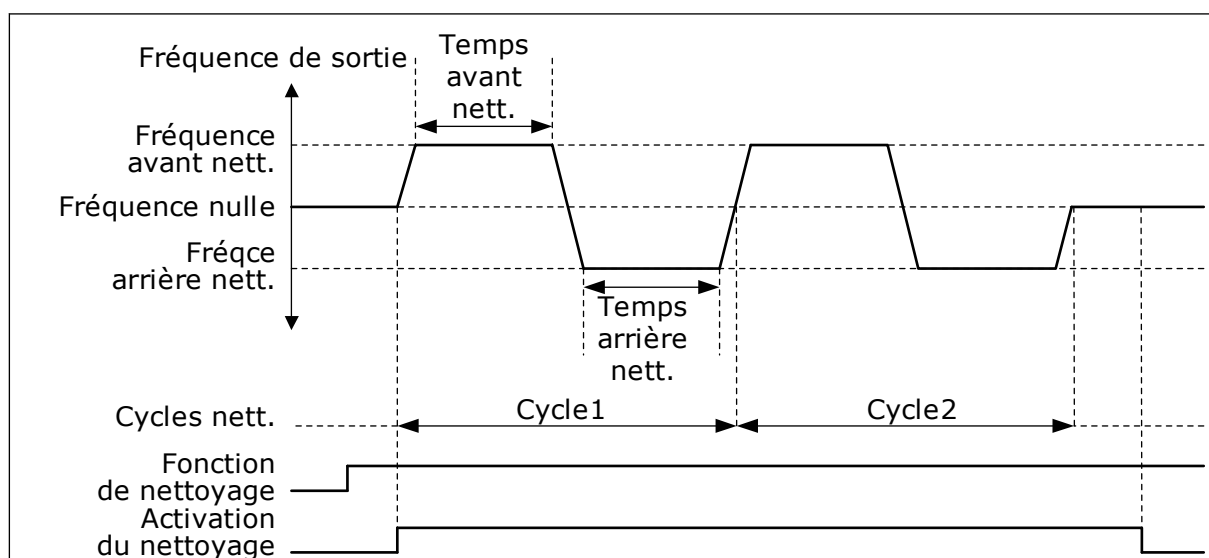 Fréquence de sortie
Temps
avant
nett.
Fréquence
avant nett.
Fréquence nulle
Fréqce
arrière nett.
Temps
arrière
nett.
Cycles nett.
Cycle1
Cycle2
Fonction
de nettoyage
Activation
du nettoyage